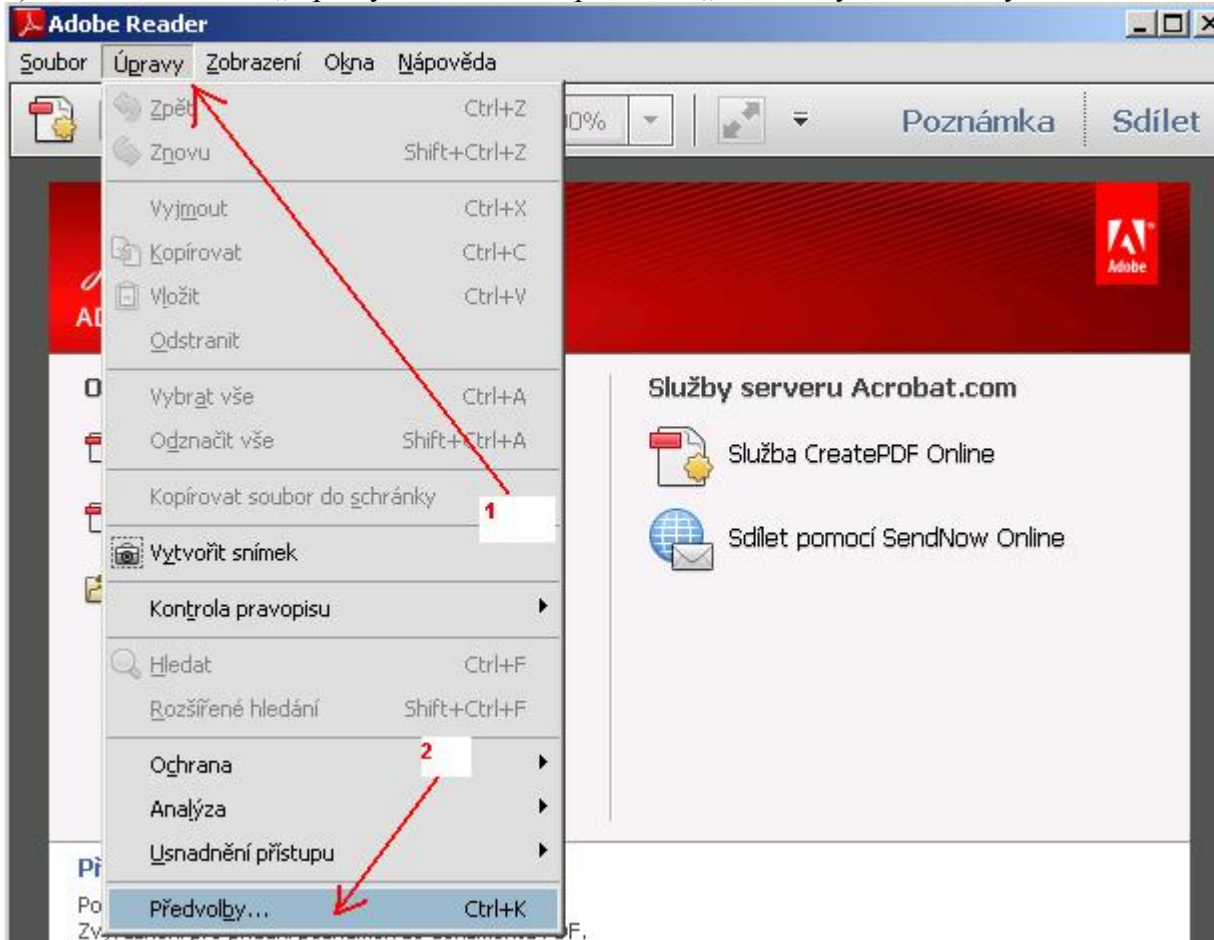 Adobe Reader
Soubor Úpravy Zobrazení Okna Nápověda
Zpět Ctrl+Z
Poznámka Sdílet
Znovu Shift+Ctrl+Z
Vyjmout Ctrl+X
Kopírovat Ctrl+C
Adobe
Vložit Ctrl+V
Odstranit
Služby serveru Acrobat.com
Vybrat vše Ctrl+A
Odznačit vše Shift+Ctrl+A
Služba CreatePDF Online
Kopírovat soubor do schránky
1
Sdílet pomocí SendNow Online
Vytvořit snímek
Kontrola pravopisu
Hledat Ctrl+F
Rozšířené hledání Shift+Ctrl+F
2
Ochrana
Analýza
Usnadnění přístupu
Předvolby... Ctrl+K